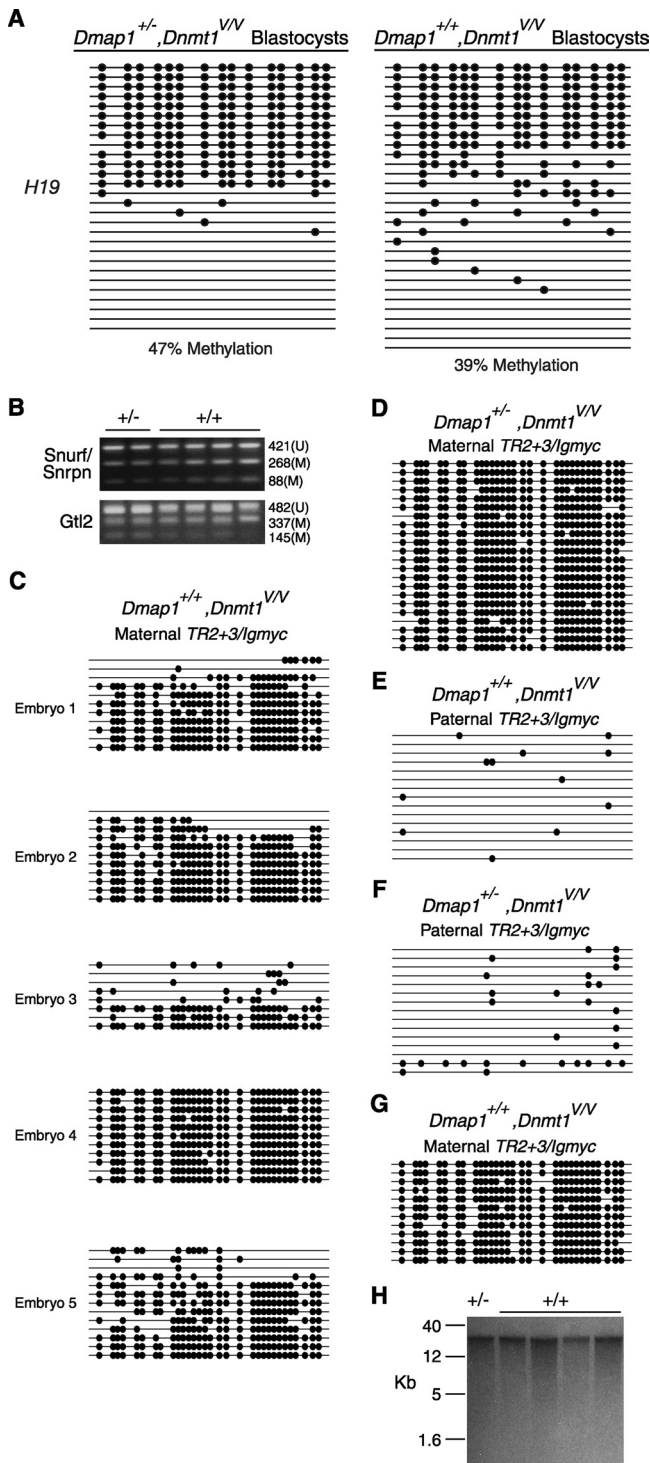 A
Dmap1+/-,Dnmt1V/V Blastocysts
Dmap1+/+,Dnmt1V/V Blastocysts
H19
47% Methylation
39% Methylation
B
+/- +/+
Snurf/
Snrpn
421(U)
268(M)
88(M)
Gtl2
482(U)
337(M)
145(M)
C
Dmap1+/+,Dnmt1V/V
Maternal TR2+3/Igmyc
Embryo 1
Embryo 2
Embryo 3
Embryo 4
Embryo 5
D
Dmap1+/-,Dnmt1V/V
Maternal TR2+3/Igmyc
E
Dmap1+/+,Dnmt1V/V
Paternal TR2+3/Igmyc
F
Dmap1+/-,Dnmt1V/V
Paternal TR2+3/Igmyc
G
Dmap1+/+,Dnmt1V/V
Maternal TR2+3/Igmyc
H
+/- +/+
40
12
Kb
5
1.6